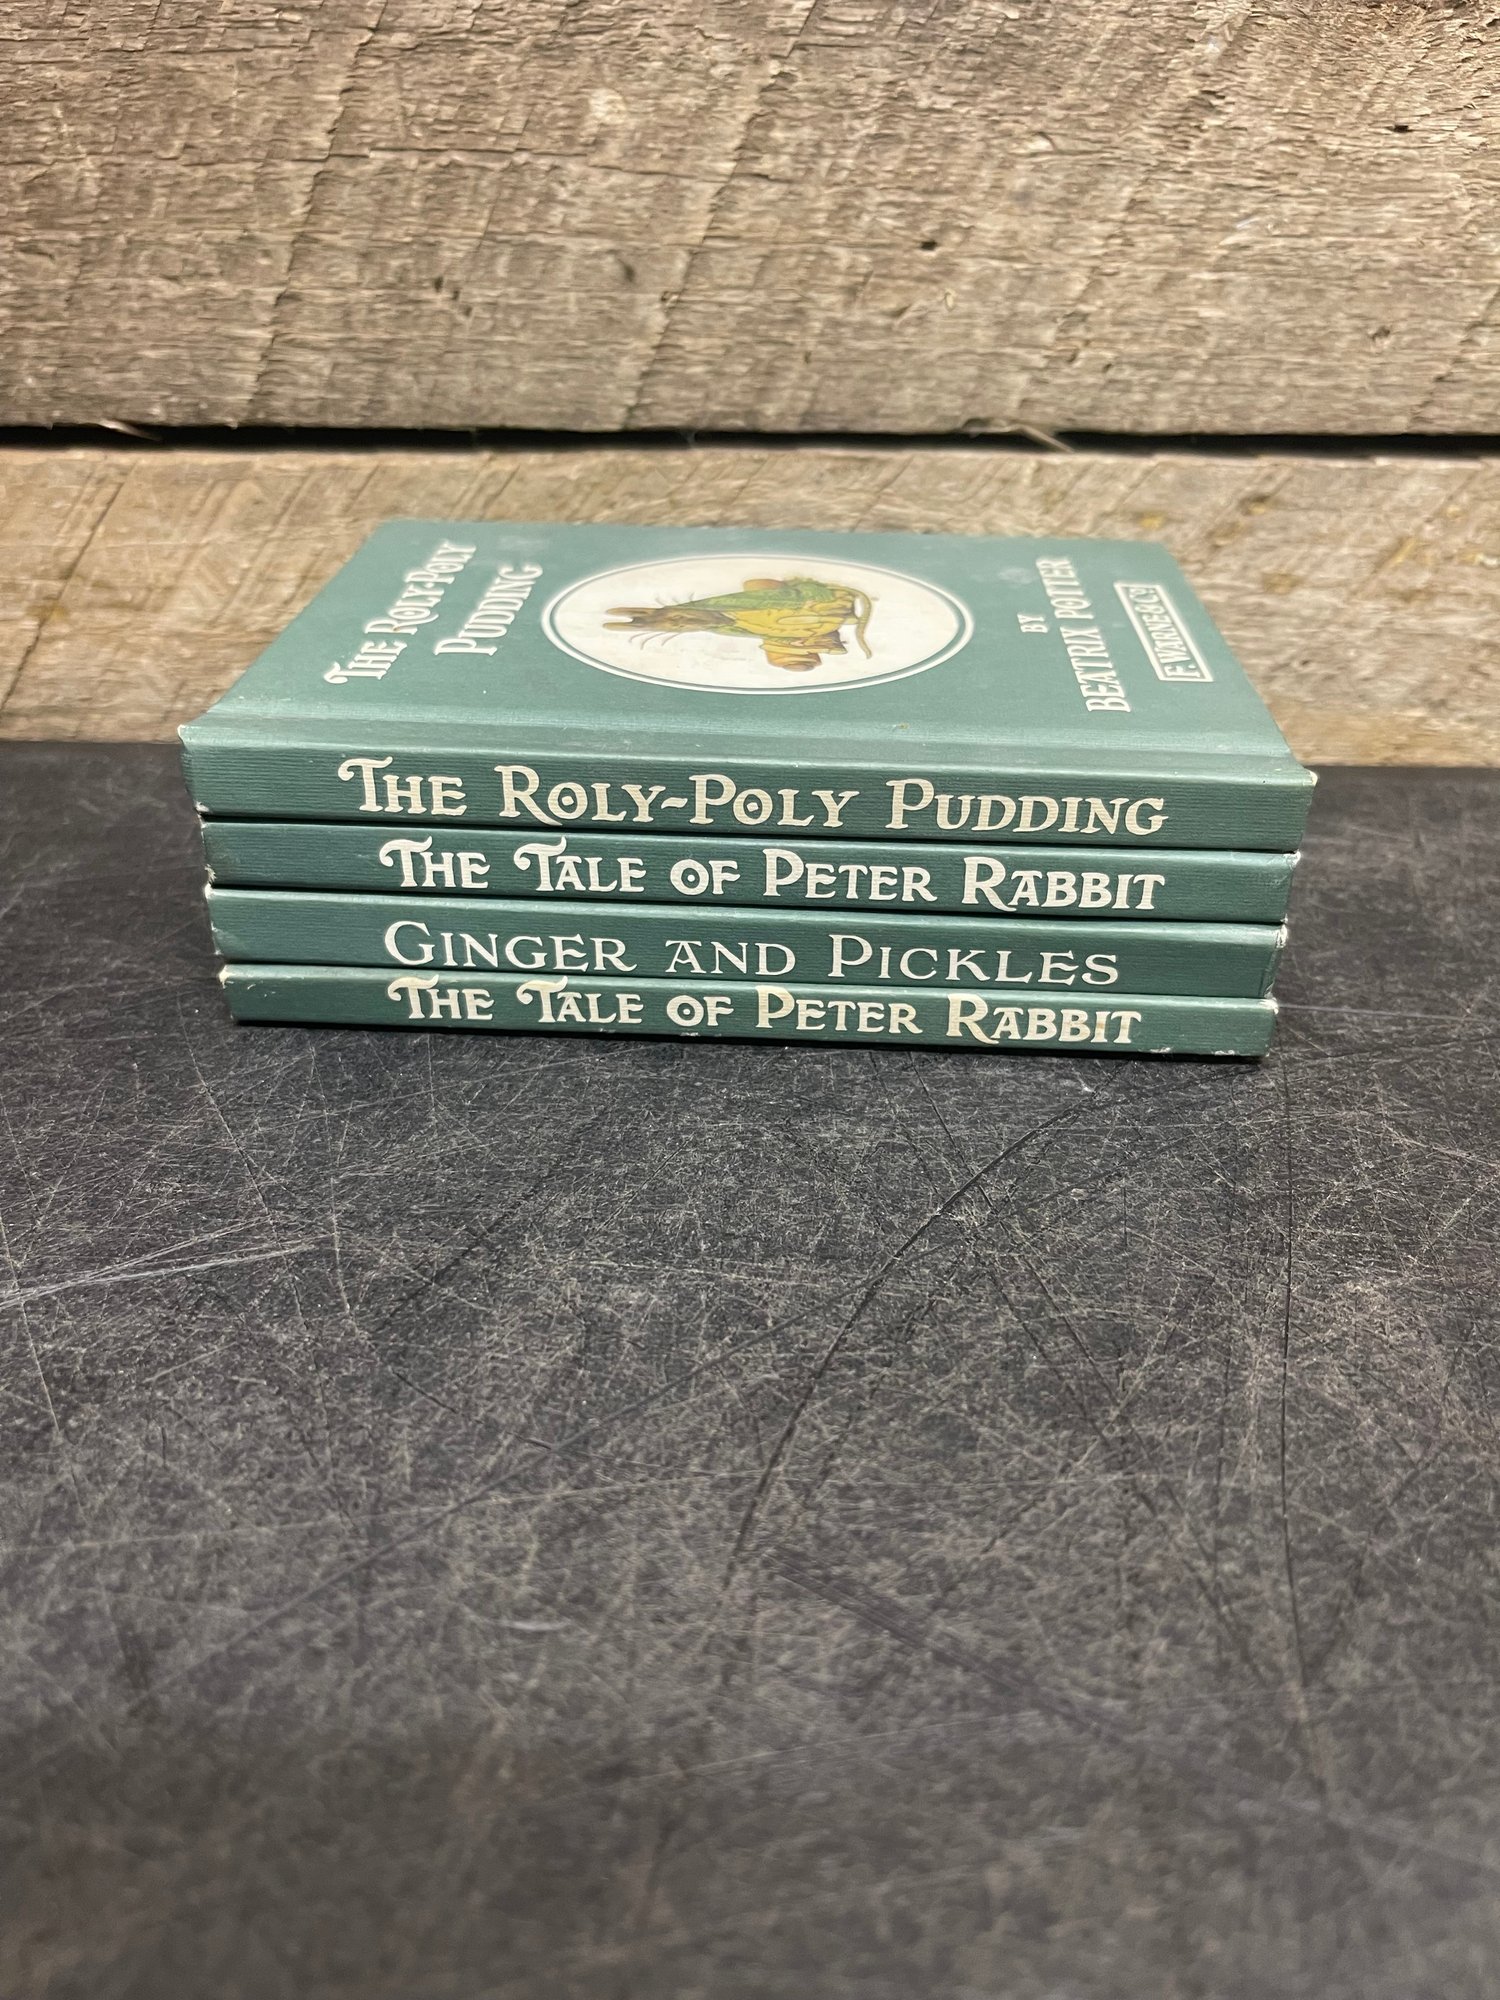 THE ROLY-POLY
PUDDING
BY
BEATRIX POTTER
F. WARNE & Co
THE ROLY-POLY PUDDING
THE TALE OF PETER RABBIT
GINGER AND PICKLES
THE TALE OF PETER RABBIT